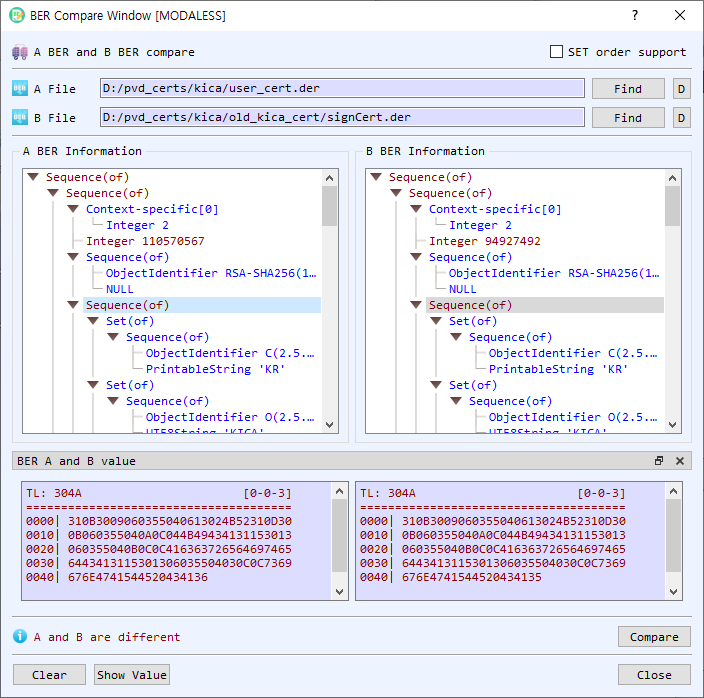 BER Compare Window [MODALESS]
A BER and B BER compare
SET order support
A File
D:/pvd_certs/kica/user_cert.der
Find
D
B File
D:/pvd_certs/kica/old_kica_cert/signCert.der
Find
D
A BER Information
Sequence(of)
Sequence(of)
Context-specific[0]
Integer 2
Integer 110570567
Sequence(of)
ObjectIdentifier RSA-SHA256(1...
NULL
Sequence(of)
Set(of)
Sequence(of)
ObjectIdentifier C(2.5....
PrintableString 'KR'
Set(of)
Sequence(of)
ObjectIdentifier O(2.5....
UTF8String 'KICA'
B BER Information
Sequence(of)
Sequence(of)
Context-specific[0]
Integer 2
Integer 94927492
Sequence(of)
ObjectIdentifier RSA-SHA256(1...
NULL
Sequence(of)
Set(of)
Sequence(of)
ObjectIdentifier C(2.5....
PrintableString 'KR'
Set(of)
Sequence(of)
ObjectIdentifier O(2.5....
UTF8String 'KICA'
BER A and B value
TL: 304A [0-0-3]
========================================
0000| 310B3009060355040613024B52310D30
0010| 0B060355040A0C044B49434131153013
0020| 060355040B0C0C416363726564697465
0030| 644341311530130603550403​0C0C7369
0040| 676E4741544520434136
TL: 304A [0-0-3]
========================================
0000| 310B3009060355040613024B52310D30
0010| 0B060355040A0C044B49434131153013
0020| 060355040B0C0C416363726564697465
0030| 6443413115301306035504030C0C7369
0040| 676E4741544520434135
A and B are different
Compare
Clear
Show Value
Close